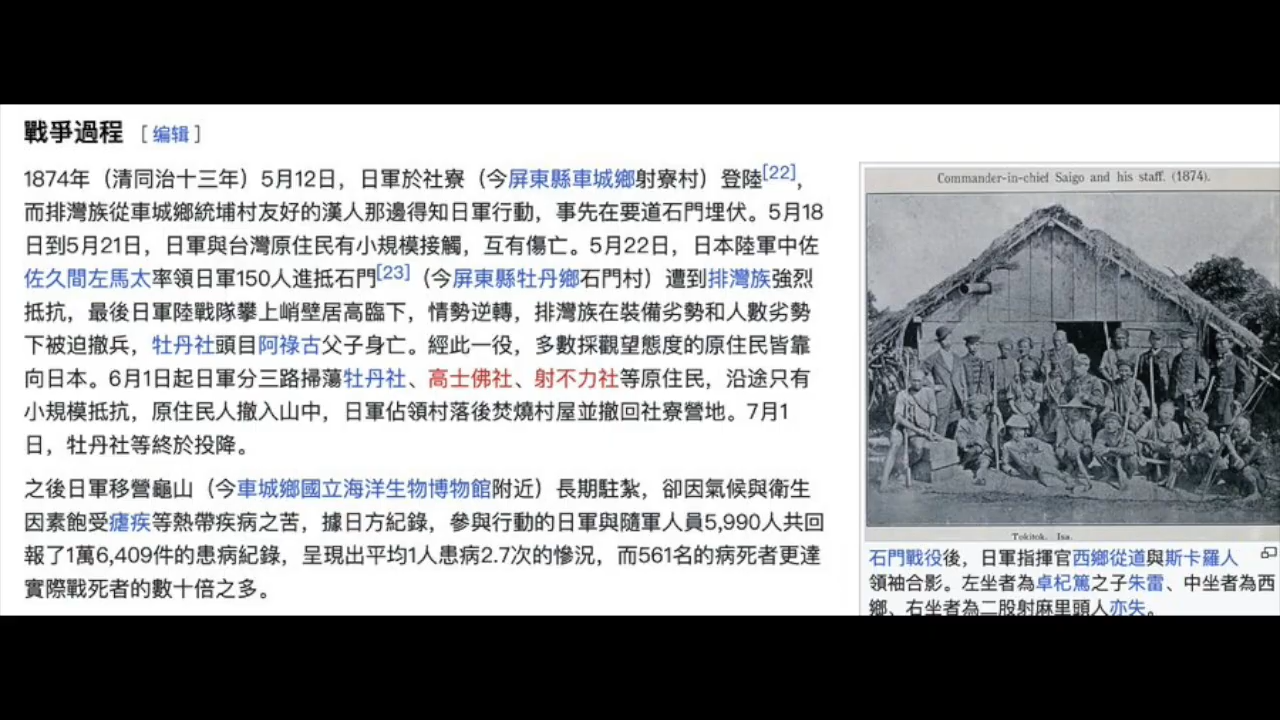 戰爭過程 [编辑]
1874年（清同治十三年）5月12日，日軍於社寮（今屏東縣車城鄉射寮村）登陸[22]，
而排灣族從車城鄉統埔村友好的漢人那邊得知日軍行動，事先在要道石門埋伏。5月18
日到5月21日，日軍與台灣原住民有小規模接觸，互有傷亡。5月22日，日本陸軍中佐
佐久間左馬太率領日軍150人進抵石門[23]（今屏東縣牡丹鄉石門村）遭到排灣族強烈
抵抗，最後日軍陸戰隊攀上峭壁居高臨下，情勢逆轉，排灣族在裝備劣勢和人數劣勢
下被迫撤兵，牡丹社頭目阿祿古父子身亡。經此一役，多數採觀望態度的原住民皆靠
向日本。6月1日起日軍分三路掃蕩牡丹社、高士佛社、射不力社等原住民，沿途只有
小規模抵抗，原住民人撤入山中，日軍佔領村落後焚燒村屋並撤回社寮營地。7月1
日，牡丹社等終於投降。
之後日軍移營龜山（今車城鄉國立海洋生物博物館附近）長期駐紮，卻因氣候與衛生
因素飽受瘧疾等熱帶疾病之苦，據日方紀錄，參與行動的日軍與隨軍人員5,990人共回
報了1萬6,409件的患病紀錄，呈現出平均1人患病2.7次的慘況，而561名的病死者更達
實際戰死者的數十倍之多。
Commander-in-chief Saigo and his staff. (1874).
Tokitok. Isa.
石門戰役後，日軍指揮官西鄉從道與斯卡羅人
領袖合影。左坐者為卓杞篤之子朱雷、中坐者為西
鄉、右坐者為二股射麻里頭人亦失。